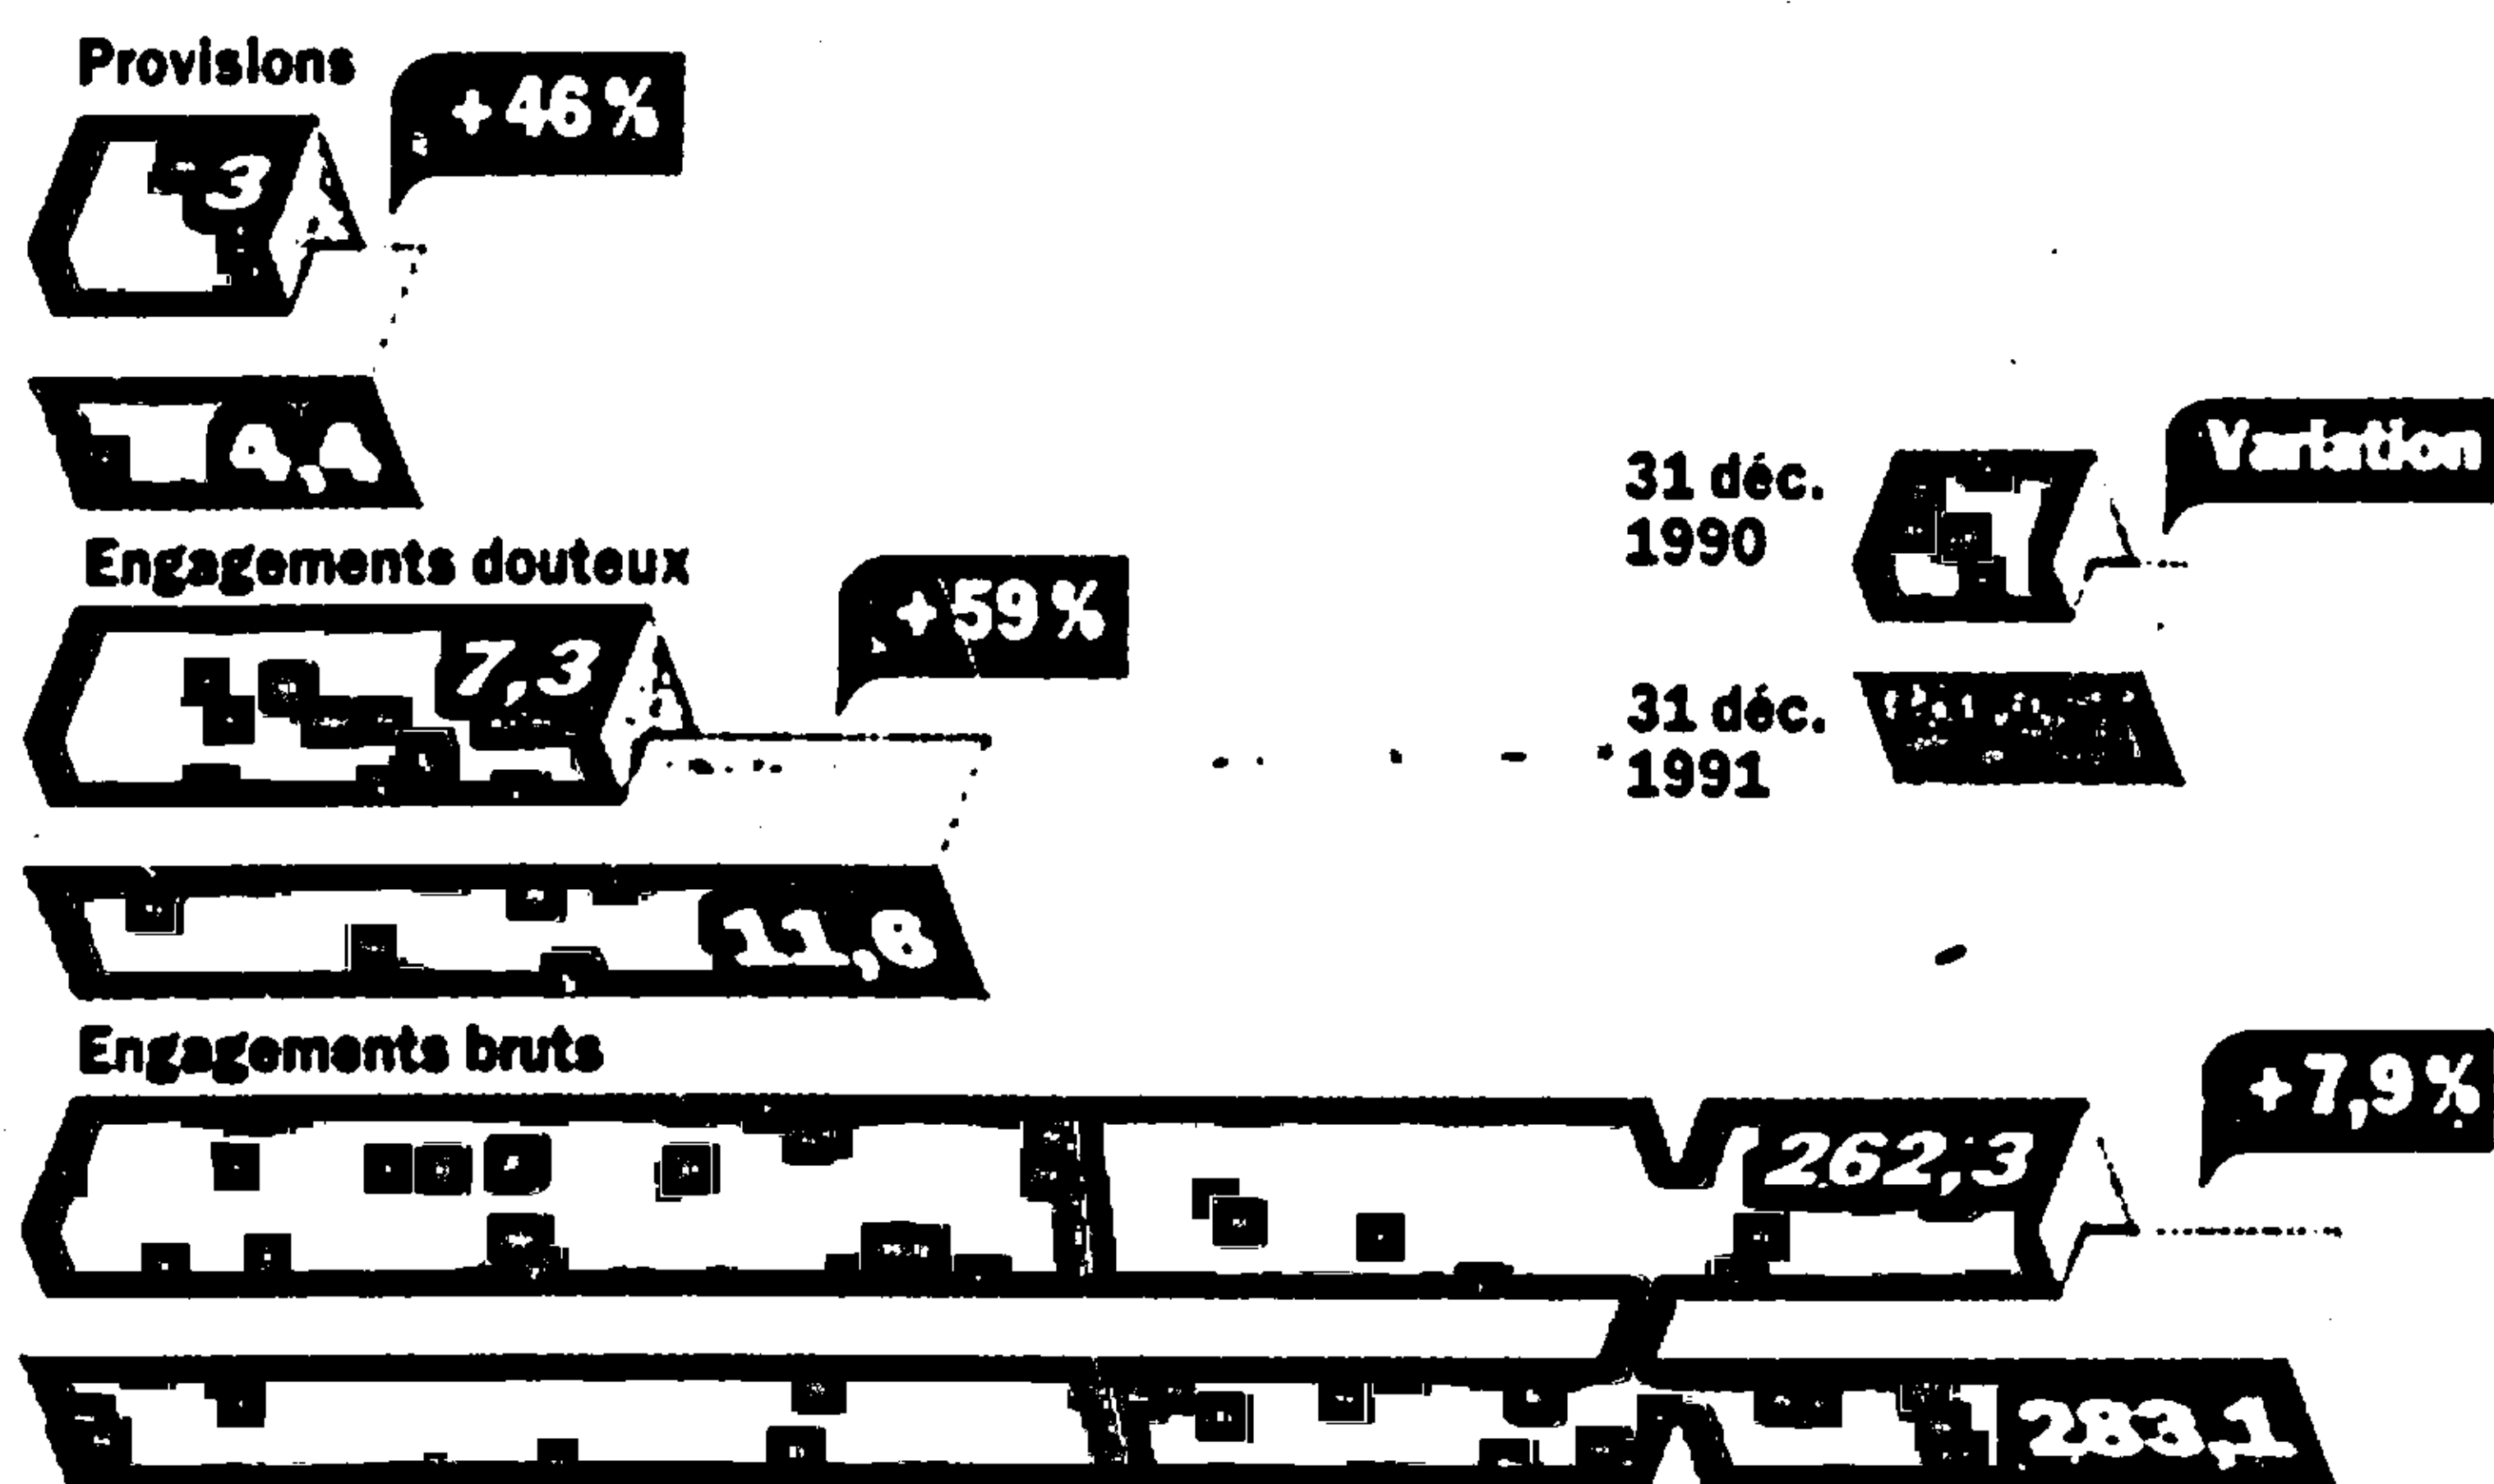 Provisions
+46%
3
4,4
Engagements douteux
+59%
7,3
11,6
31 déc.
1990
Variation
31 déc.
1991
Engagements bruts
+7,9%
262,3
283,1